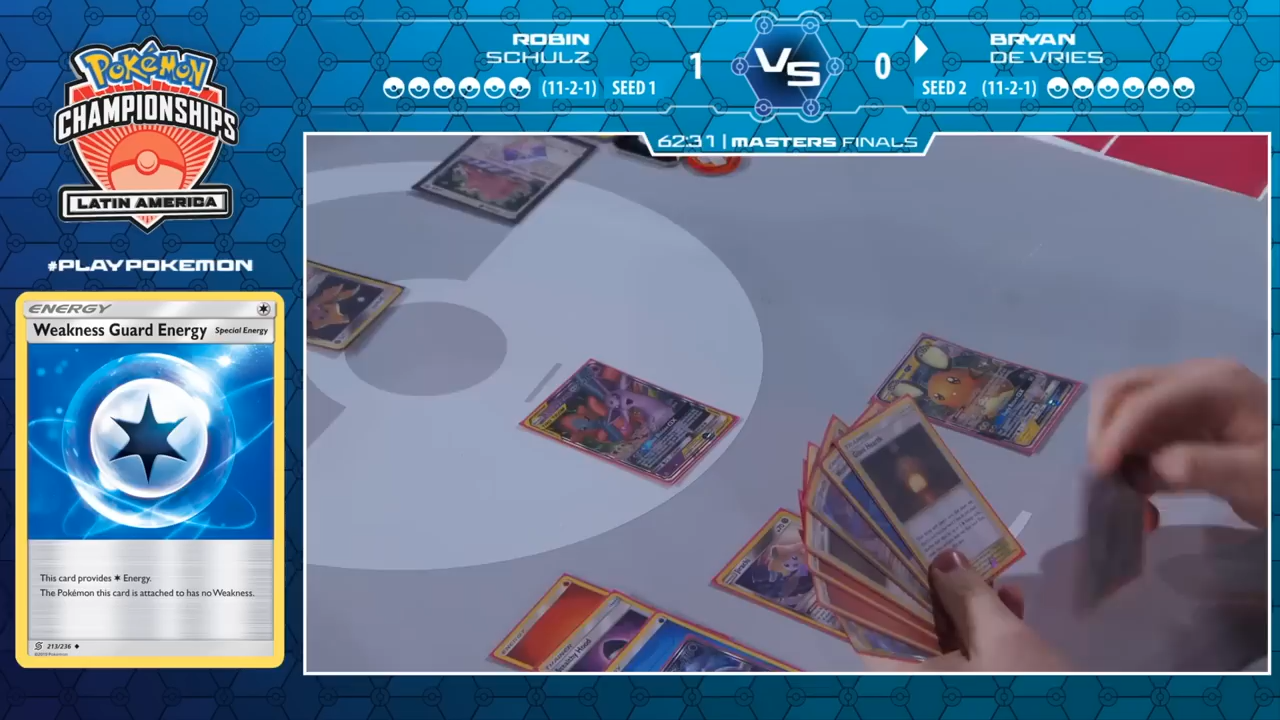 Pokémon
CHAMPIONSHIPS
LATIN AMERICA
#PLAYPOKEMON
ROBIN
SCHULZ
(11-2-1) SEED 1
1
VS
0
BRYAN
DE VRIES
SEED 2 (11-2-1)
62:31 | MASTERS FINALS
ENERGY
Weakness Guard Energy Special Energy
This card provides Energy.
The Pokémon this card is attached to has no Weakness.
213/236